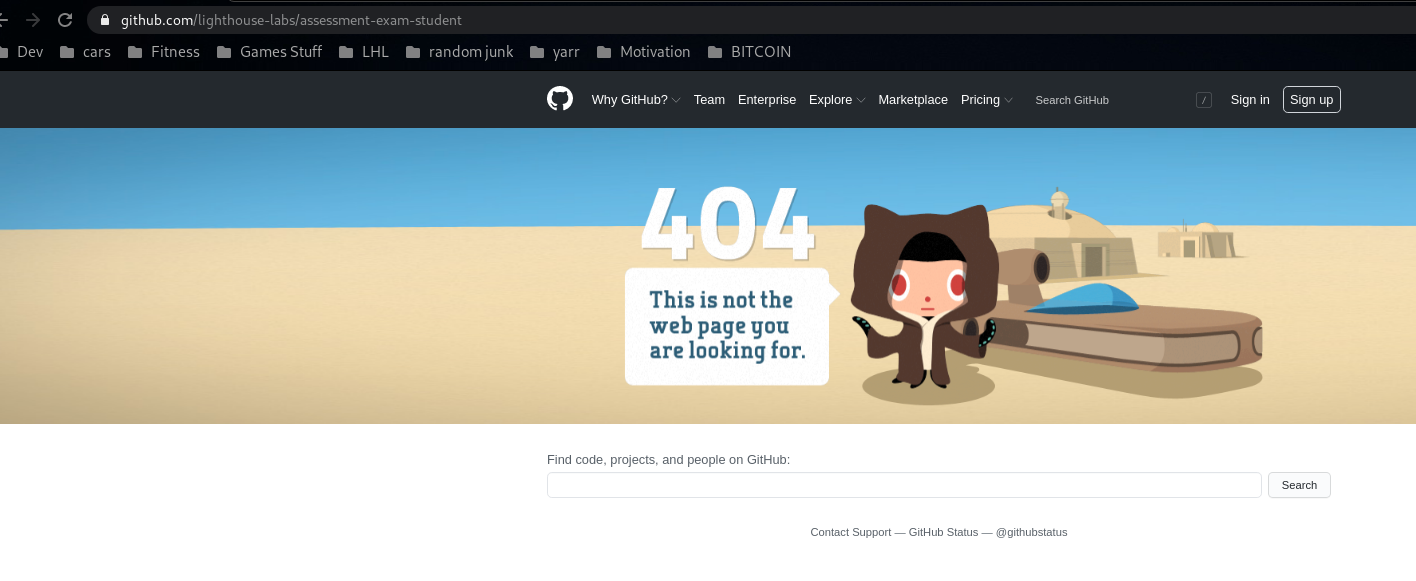 github.com/lighthouse-labs/assessment-exam-student
Dev cars Fitness Games Stuff LHL random junk yarr Motivation BITCOIN
Why GitHub? Team Enterprise Explore Marketplace Pricing Search GitHub / Sign in Sign up
404
This is not the
web page you
are looking for.
Find code, projects, and people on GitHub:
Search
Contact Support — GitHub Status — @githubstatus